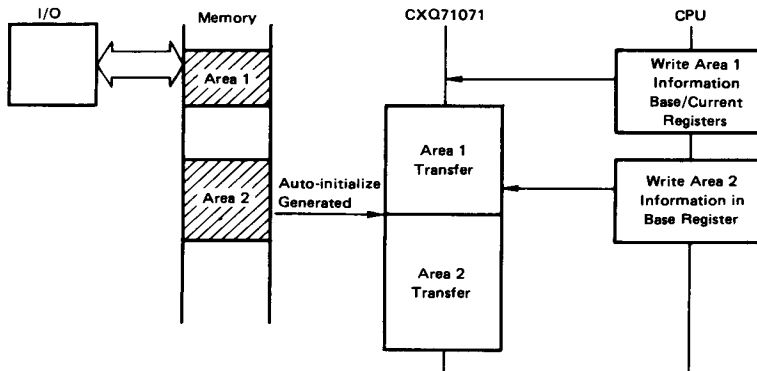 I/O
Memory
CXQ71071
CPU
Area 1
Write Area 1
Information
Base/Current
Registers
Area 1
Transfer
Area 2
Auto-initialize
Generated
Write Area 2
Information in
Base Register
Area 2
Transfer